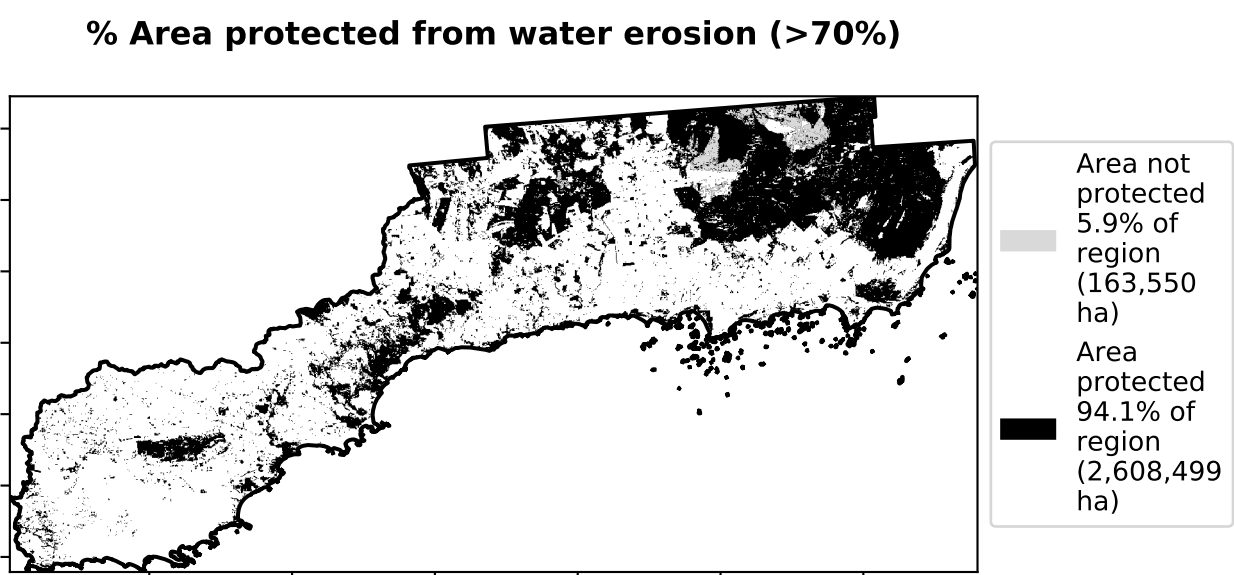 % Area protected from water erosion (>70%)
Area not
protected
5.9% of
region
(163,550
ha)
Area
protected
94.1% of
region
(2,608,499
ha)